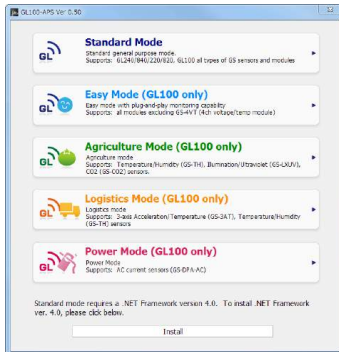 GL100-APS Ver 0.50
GL
Standard Mode
Standard general purpose mode.
Supports: GL240/840/220/820, GL100 all types of GS sensors and modules
GL
Easy Mode (GL100 only)
Easy mode with plug-and-play monitoring capability
Supports: all modules excluding GS-4VT (4ch voltage/temp module)
GL
Agriculture Mode (GL100 only)
Agriculture mode
Supports: Temperature/Humidity (GS-TH), Illumination/Ultraviolet (GS-LXUV),
CO2 (GS-CO2) sensors.
GL
Logistics Mode (GL100 only)
Logistics mode
Supports: 3-axis Acceleration/Temperature (GS-3AT), Temperature/Humidity
(GS-TH) sensors
GL
Power Mode (GL100 only)
Power Mode
Supports: AC current sensors (GS-DPA-AC)
Standard mode requires a .NET Framework version 4.0. To install .NET Framework
ver. 4.0, please click below.
Install